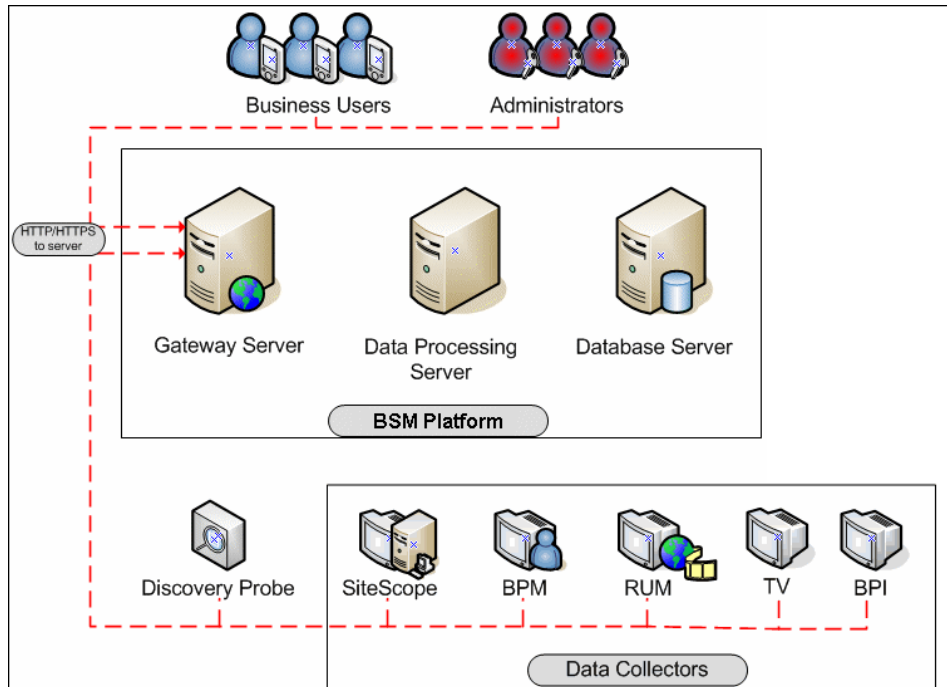 Business Users
Administrators
HTTP/HTTPS
to server
Gateway Server
Data Processing
Server
Database Server
BSM Platform
Discovery Probe
SiteScope
BPM
RUM
TV
BPI
Data Collectors